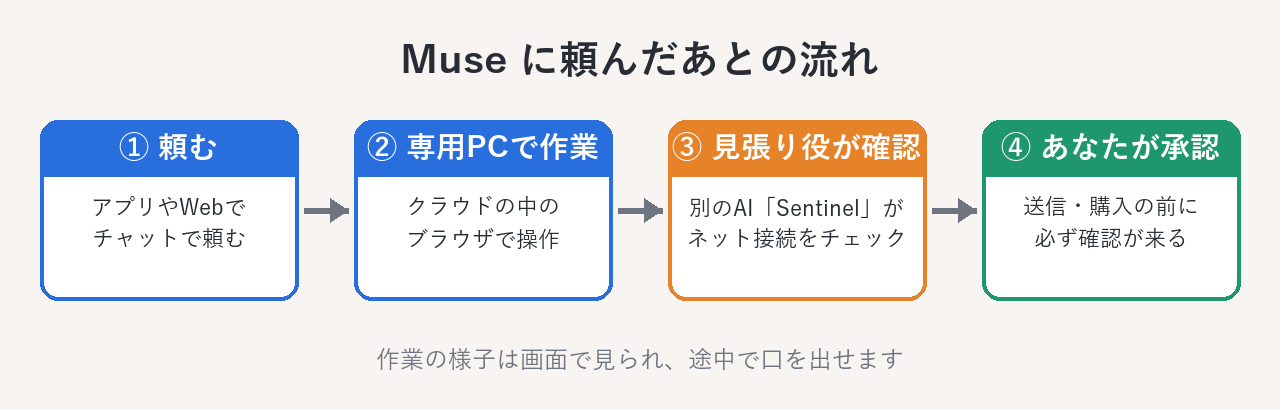 Muse に頼んだあとの流れ
① 頼む
アプリやWebで
チャットで頼む
② 専用PCで作業
クラウドの中の
ブラウザで操作
③ 見張り役が確認
別のAI「Sentinel」が
ネット接続をチェック
④ あなたが承認
送信・購入の前に
必ず確認が来る
作業の様子は画面で見られ、途中で口を出せます